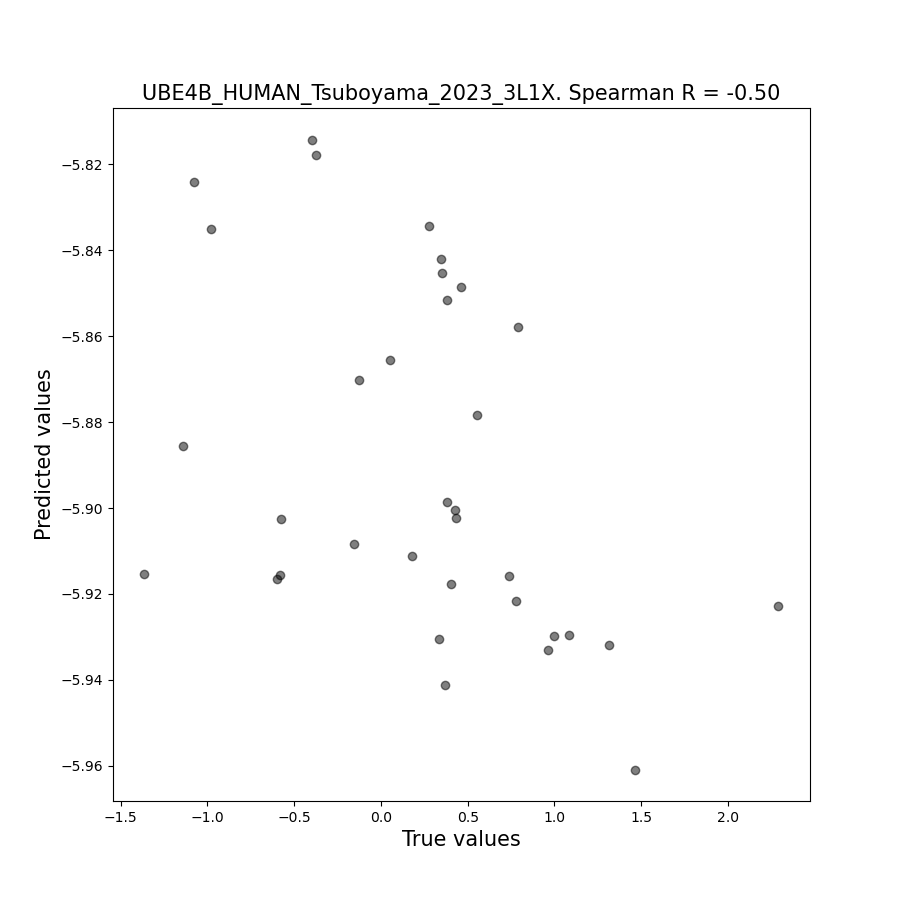 UBE4B_HUMAN_Tsuboyama_2023_3L1X. Spearman R = -0.50
−5.82
−5.84
−5.86
−5.88
−5.90
−5.92
−5.94
−5.96
Predicted values
−1.5 −1.0 −0.5 0.0 0.5 1.0 1.5 2.0
True values